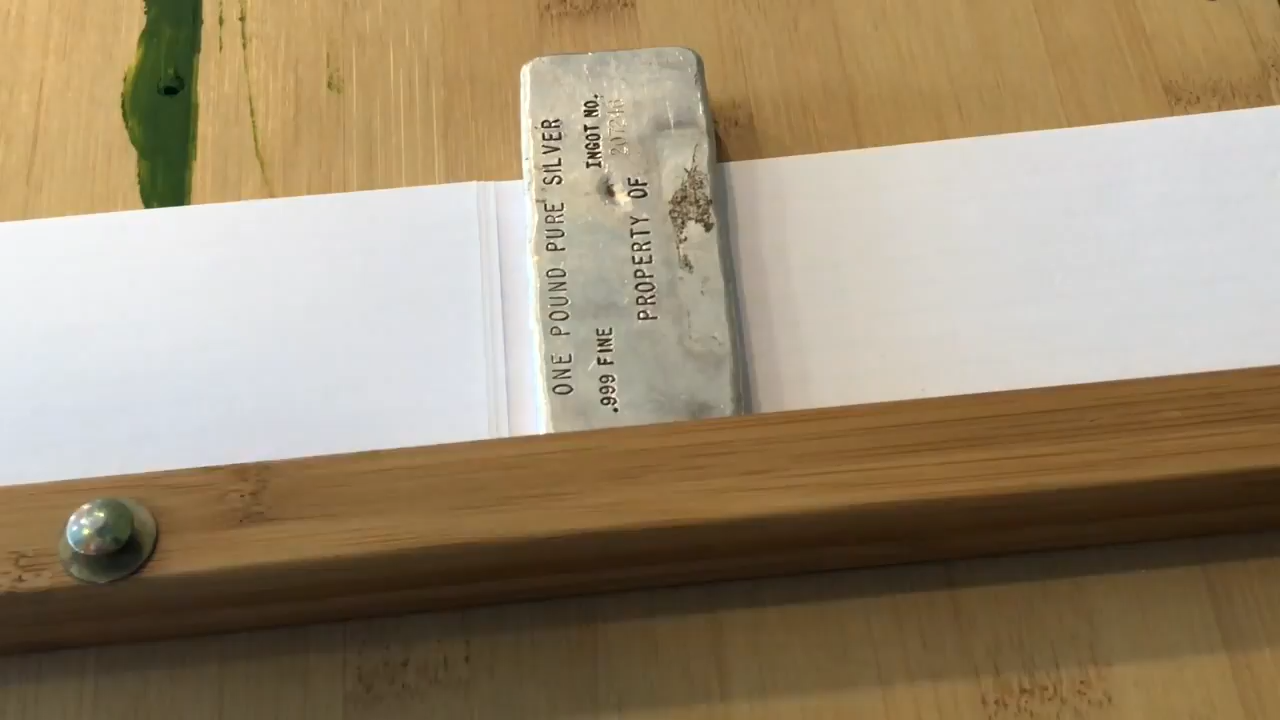 ONE POUND PURE SILVER
.999 FINE INGOT NO.
PROPERTY OF